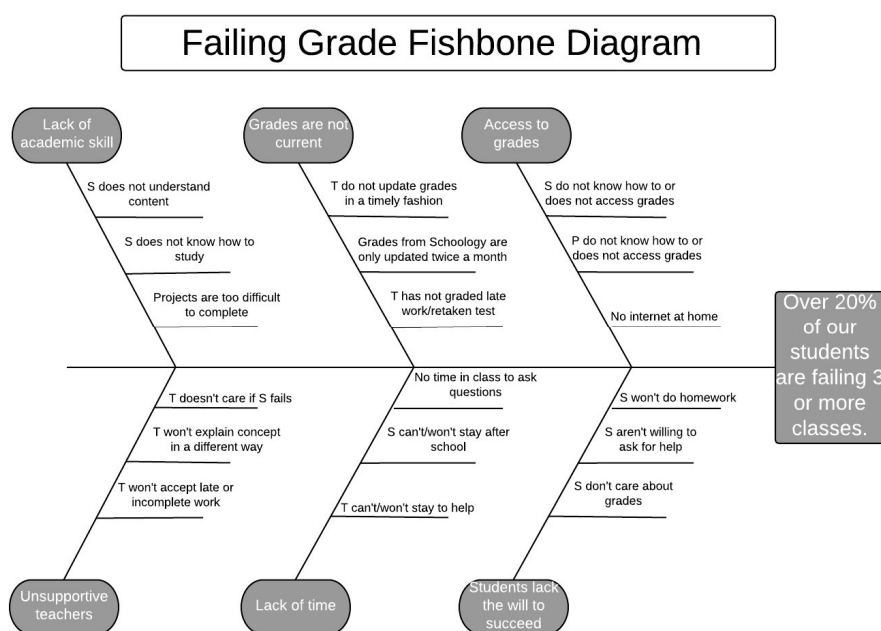 Failing Grade Fishbone Diagram
Lack of
academic skill
S does not understand
content
S does not know how to
study
Projects are too difficult
to complete
Grades are not
current
T do not update grades
in a timely fashion
Grades from Schoology are
only updated twice a month
T has not graded late
work/retaken test
Access to
grades
S do not know how to or
does not access grades
P do not know how to or
does not access grades
No internet at home
Over 20%
of our
students
are failing 3
or more
classes.
T doesn't care if S fails
T won't explain concept
in a different way
T won't accept late or
incomplete work
Unsupportive
teachers
No time in class to ask
questions
S can't/won't stay after
school
T can't/won't stay to help
Lack of time
S won't do homework
S aren't willing to
ask for help
S don't care about
grades
Students lack
the will to
succeed